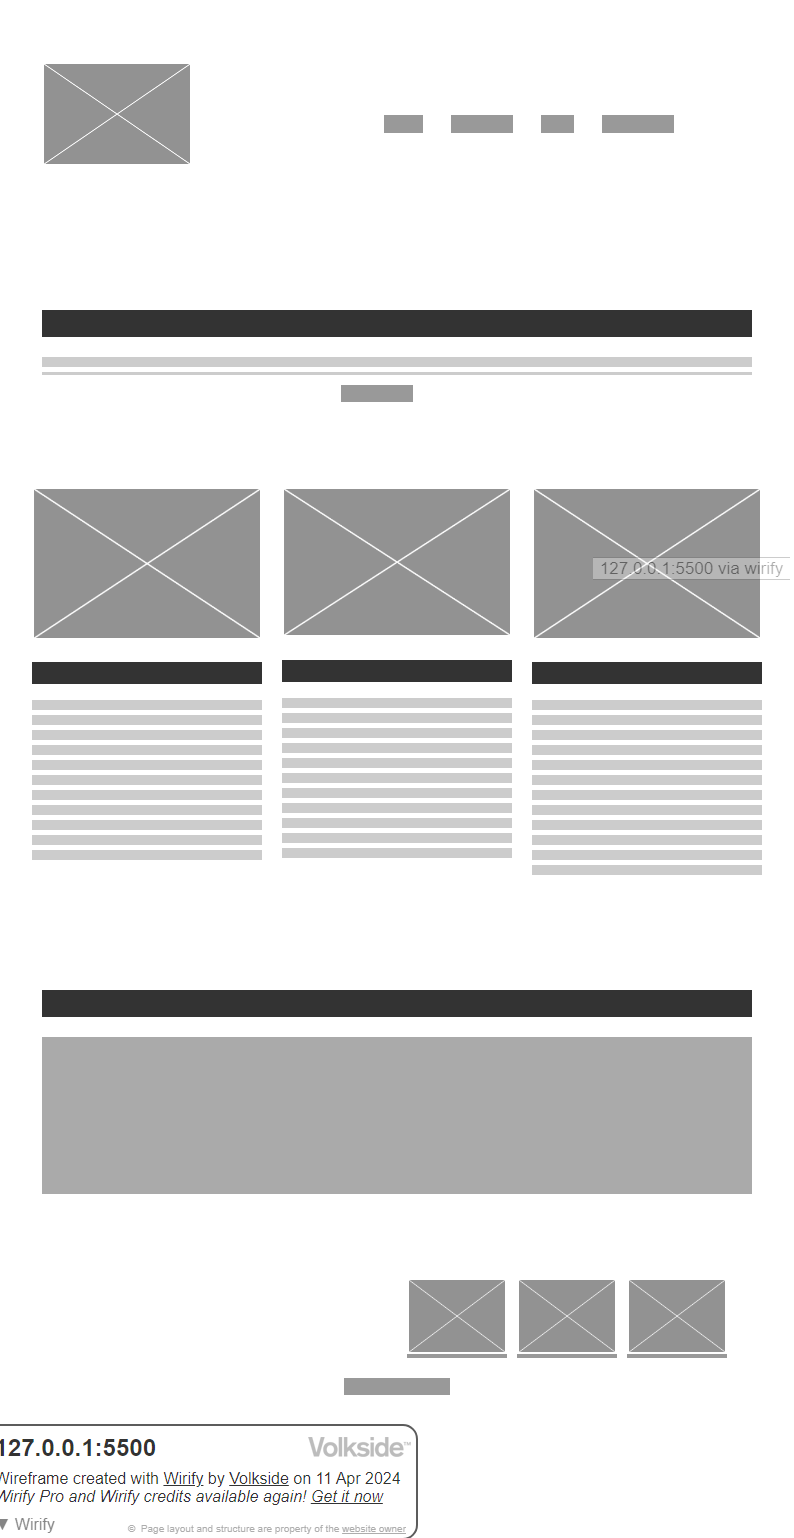 127.0.0.1:5500 via wirify
127.0.0.1:5500
Volkside™
Wireframe created with Wirify by Volkside on 11 Apr 2024
Wirify Pro and Wirify credits available again! Get it now
▼ Wirify
© Page layout and structure are property of the website owner